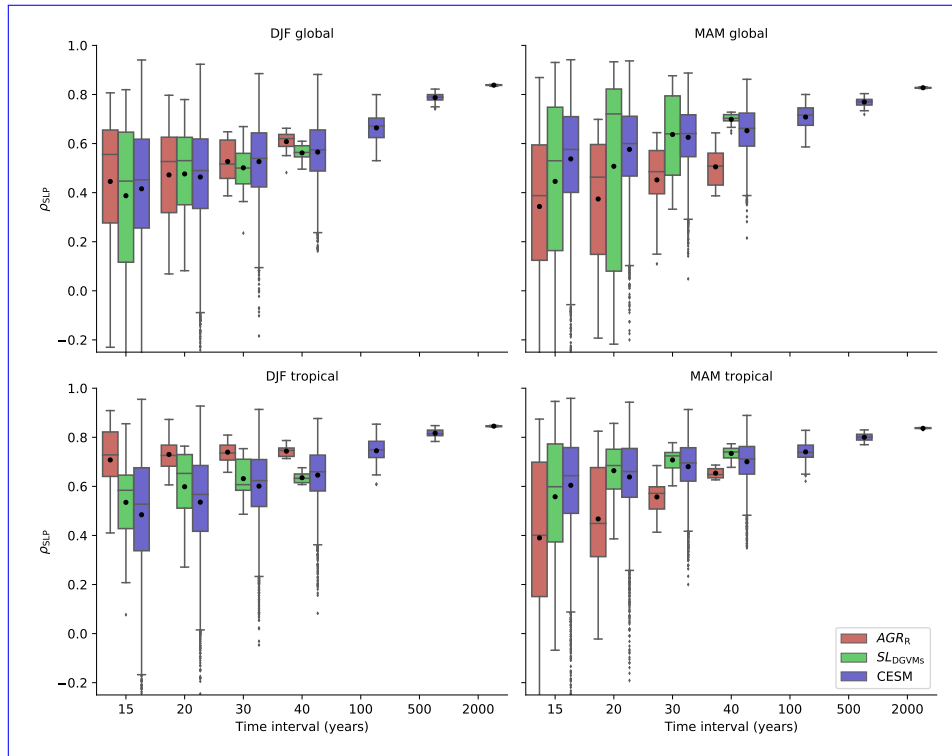 DJF global
MAM global
1.0
0.8
0.6
0.4
0.2
0.0
−0.2
ρSLP
DJF tropical
MAM tropical
1.0
0.8
0.6
0.4
0.2
0.0
−0.2
ρSLP
15 20 30 40 100 500 2000
Time interval (years)
15 20 30 40 100 500 2000
Time interval (years)
AGRR
SLDGVMs
CESM